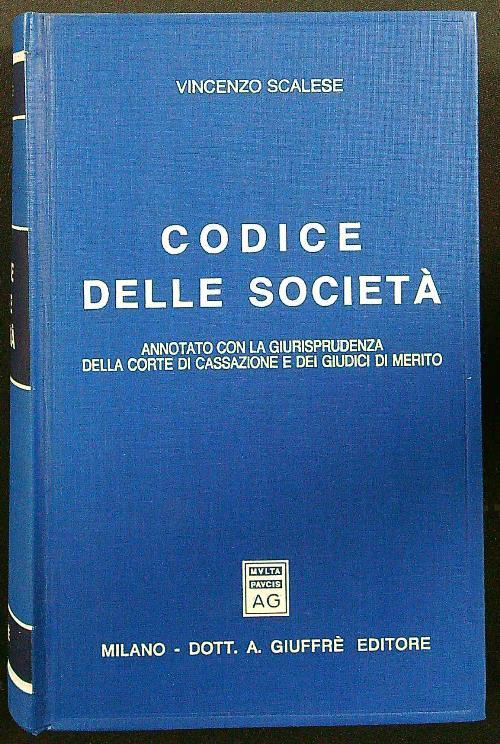 VINCENZO SCALESE
CODICE
DELLE SOCIETÀ
ANNOTATO CON LA GIURISPRUDENZA
DELLA CORTE DI CASSAZIONE E DEI GIUDICI DI MERITO
MVLTA
PAVCIS
AG
MILANO - DOTT. A. GIUFFRÈ EDITORE